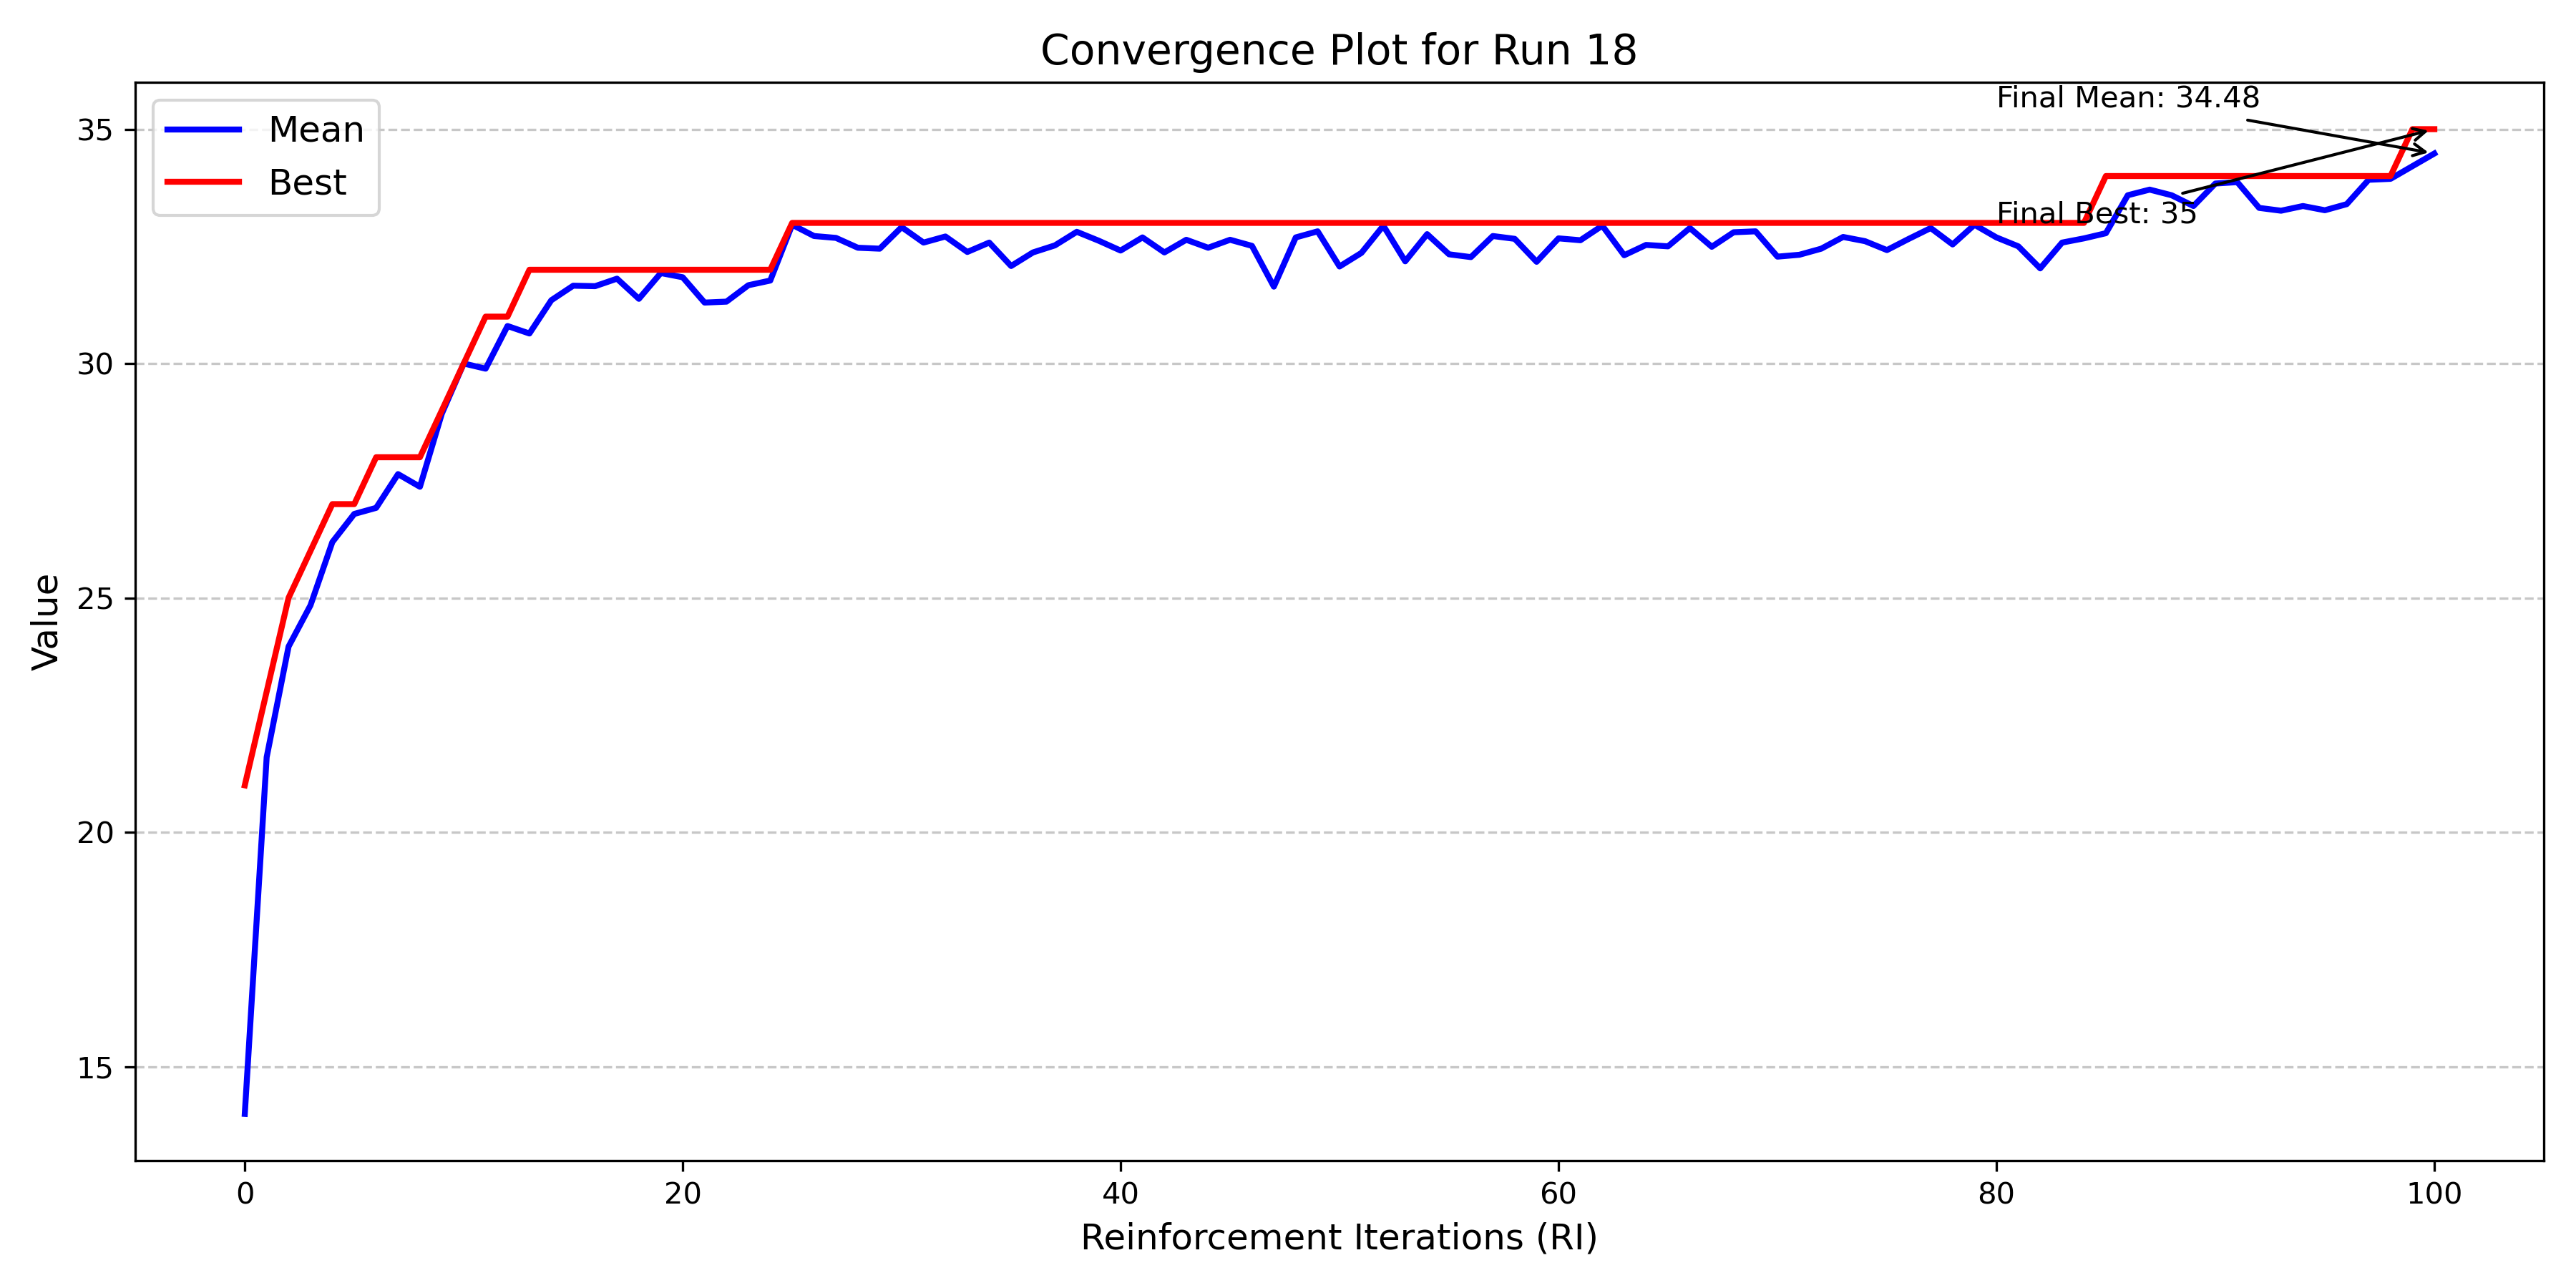 Convergence Plot for Run 18
Mean
Best
Final Mean: 34.48
Final Best: 35
Value
35
30
25
20
15
0
20
40
60
80
100
Reinforcement Iterations (RI)